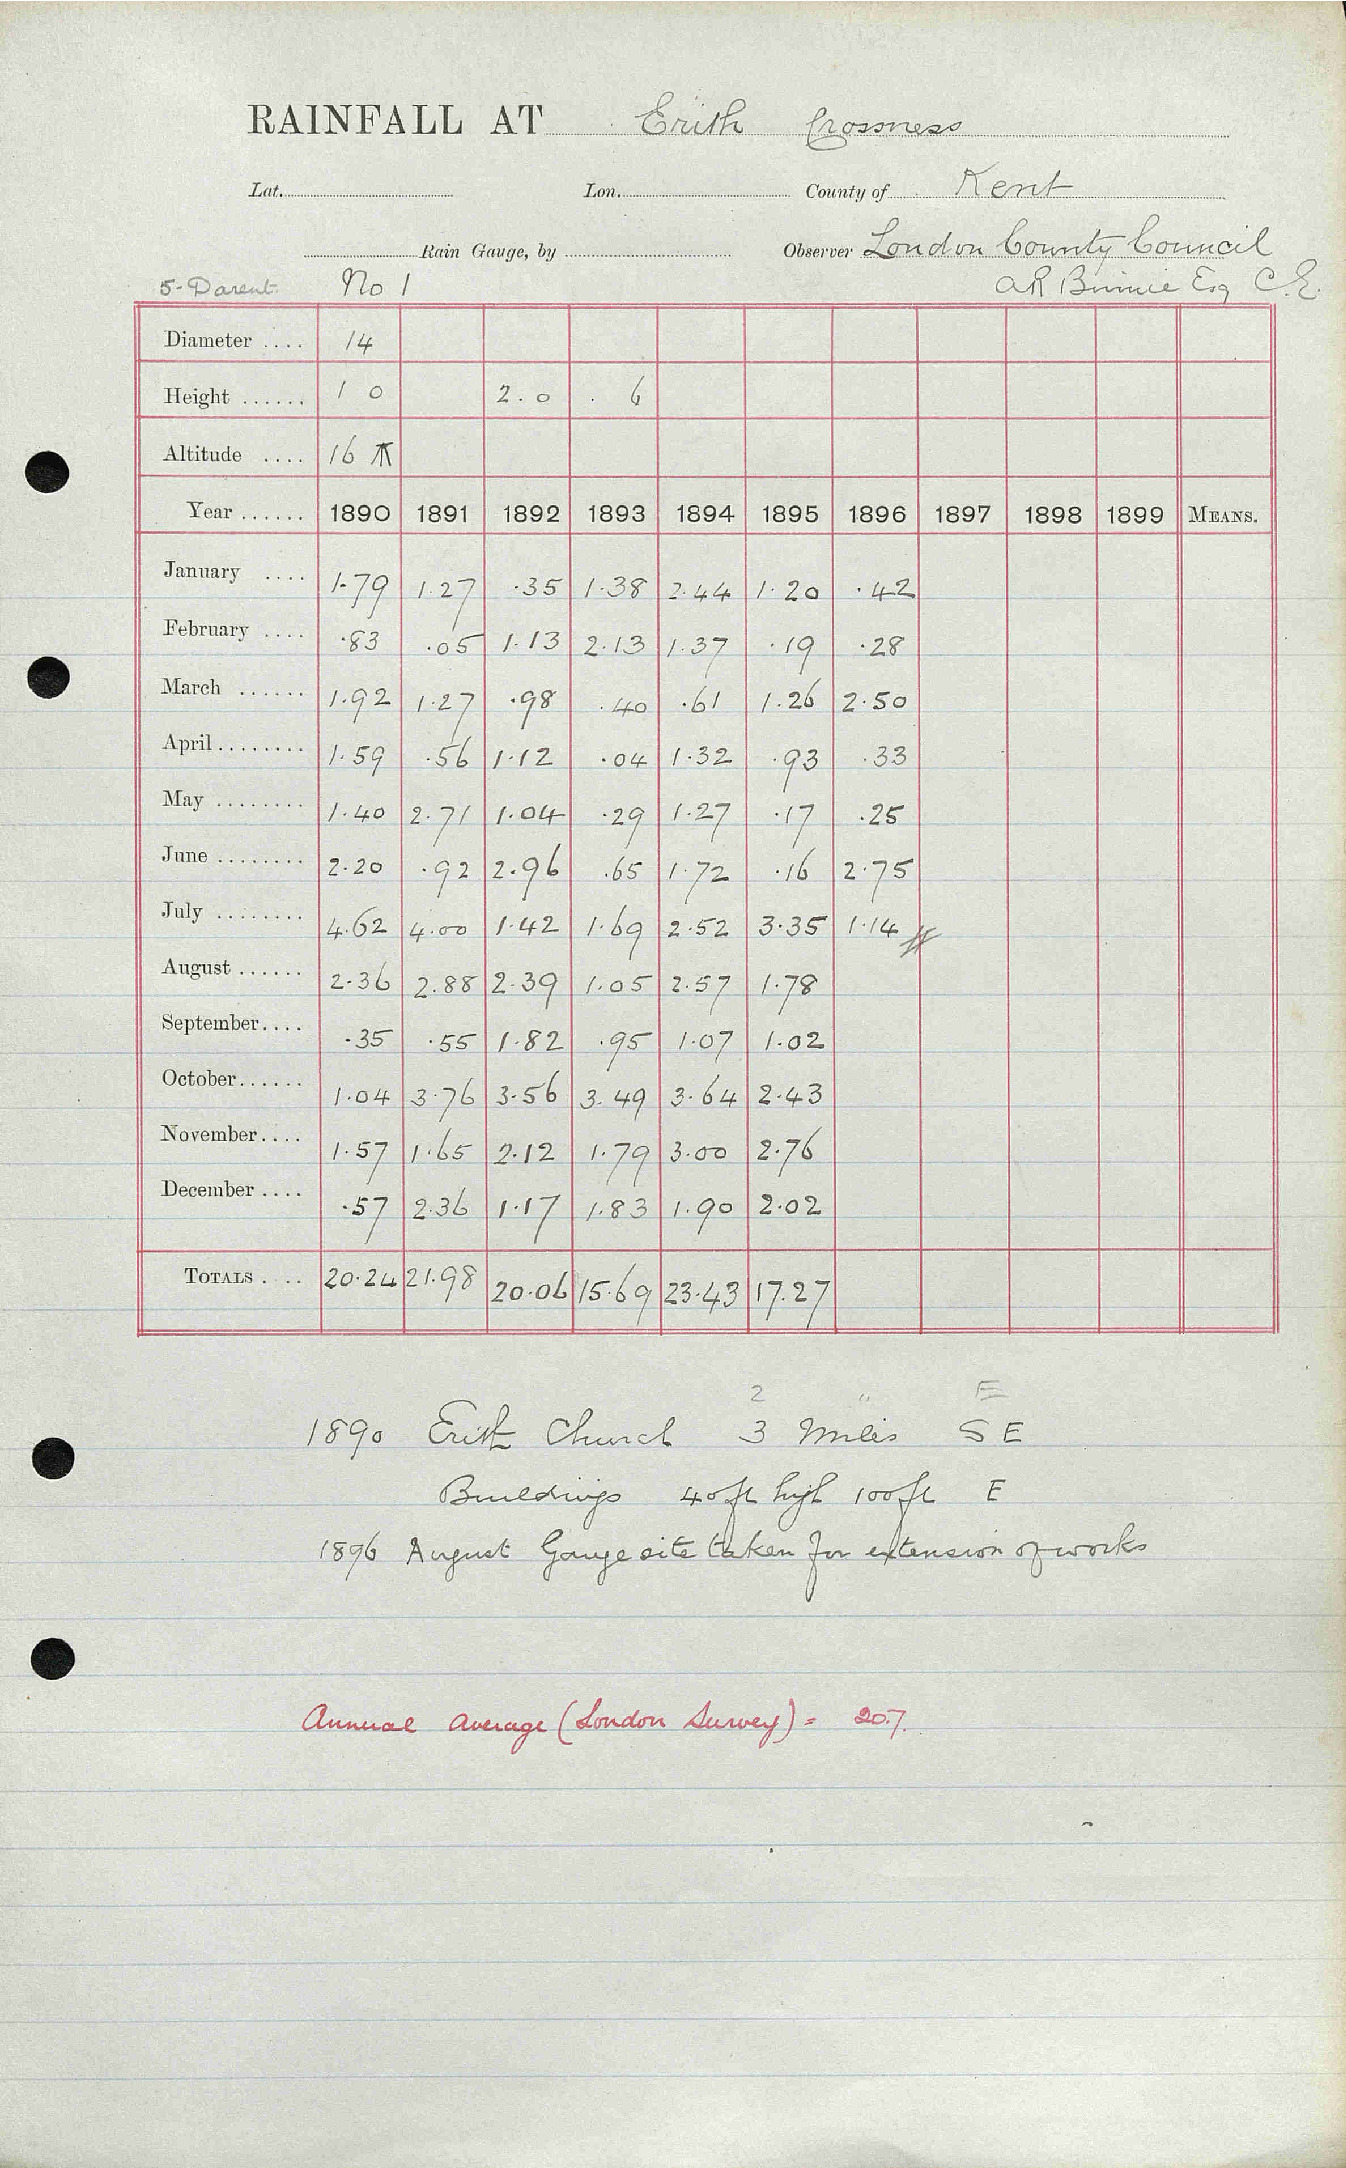 RAINFALL AT Erith Crossness
Lat. Lon. County of Kent
Rain Gauge, by Observer London County Council
5-Darent No 1 A R Binnie Esq C.E.
Diameter .... 14
Height ...... 1 0 2.0 . 6
Altitude .... 16
Year ...... 1890 1891 1892 1893 1894 1895 1896 1897 1898 1899 MEANS.
January .... 1.79 1.27 .35 1.38 2.44 1.20 .42
February .... .83 .05 1.13 2.13 1.37 .19 .28
March ...... 1.92 1.27 .98 .40 .61 1.26 2.50
April........ 1.59 .56 1.12 .04 1.32 .93 .33
May ........ 1.40 2.71 1.04 .29 1.27 .17 .25
June ........ 2.20 .92 2.96 .65 1.72 .16 2.75
July ........ 4.62 4.00 1.42 1.69 2.52 3.35 1.14
August ...... 2.36 2.88 2.39 1.05 2.57 1.78
September.... .35 .55 1.82 .95 1.07 1.02
October...... 1.04 3.76 3.56 3.49 3.64 2.43
November.... 1.57 1.65 2.12 1.79 3.00 2.76
December .... .57 2.36 1.17 1.83 1.90 2.02
TOTALS .... 20.24 21.98 20.06 15.69 23.43 17.27
2 " E
1890 Erith Church 3 Miles S E
Buildings 40ft high 100ft E
1896 August Gauge site taken for extension of works
Annual average (London Survey) = 20.7.